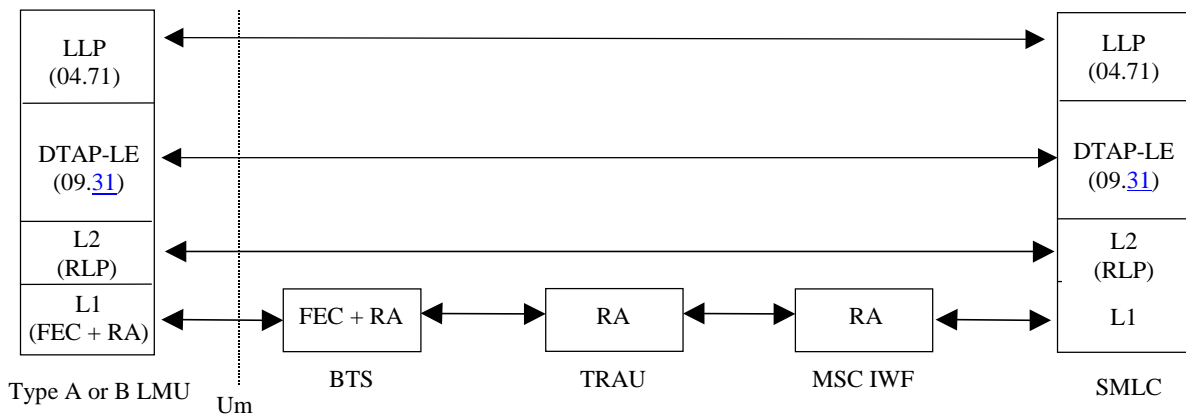 LLP
(04.71)
LLP
(04.71)
DTAP-LE
(09.31)
DTAP-LE
(09.31)
L2
(RLP)
L2
(RLP)
L1
(FEC + RA)
FEC + RA
RA
RA
L1
Type A or B LMU
Um
BTS
TRAU
MSC IWF
SMLC